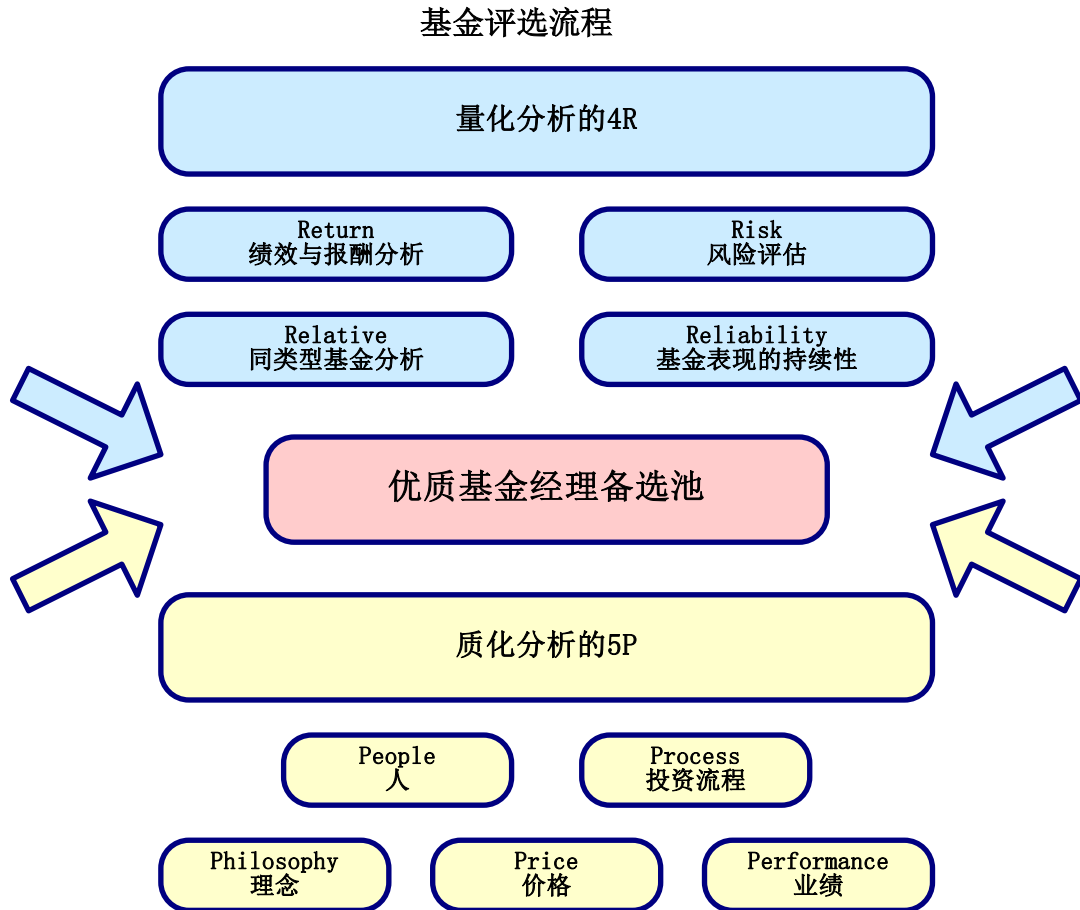 基金评选流程
量化分析的4R
Return
绩效与报酬分析
Risk
风险评估
Relative
同类型基金分析
Reliability
基金表现的持续性
优质基金经理备选池
质化分析的5P
People
人
Process
投资流程
Philosophy
理念
Price
价格
Performance
业绩